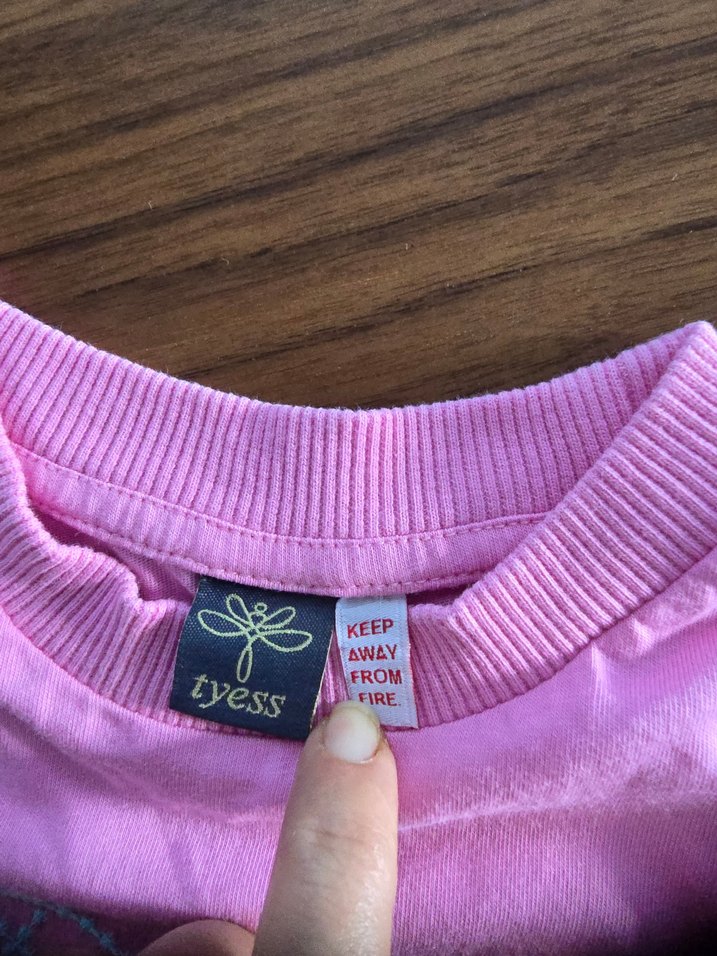 tyess
KEEP
AWAY
FROM
FIRE.